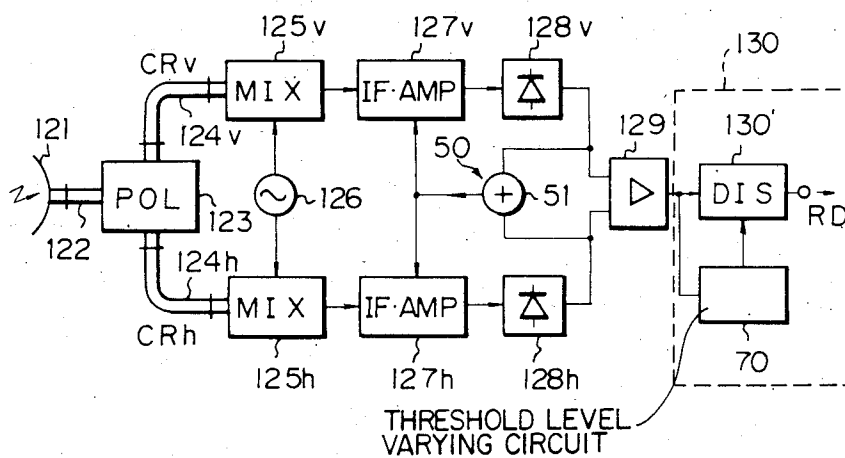 125v
127v
128v
130
CRv
MIX
IF·AMP
124v
121
129
130'
50
POL
+
DIS
126
51
RD
122
123
124h
MIX
IF·AMP
CRh
70
125h
127h
128h
THRESHOLD LEVEL
VARYING CIRCUIT